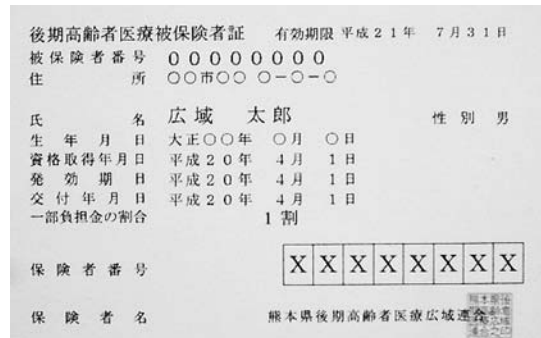 後期高齢者医療被保険者証 有効期限 平成21年 7月31日
被保険者番号 00000000
住所 ○○市○○ ○-○-○
氏名 広域 太郎 性別 男
生年月日 大正○○年 ○月 ○日
資格取得年月日 平成20年 4月 1日
発効期日 平成20年 4月 1日
交付年月日 平成20年 4月 1日
一部負担金の割合 1割
保険者番号 XXXXXXXX
保険者名 熊本県後期高齢者医療広域連合